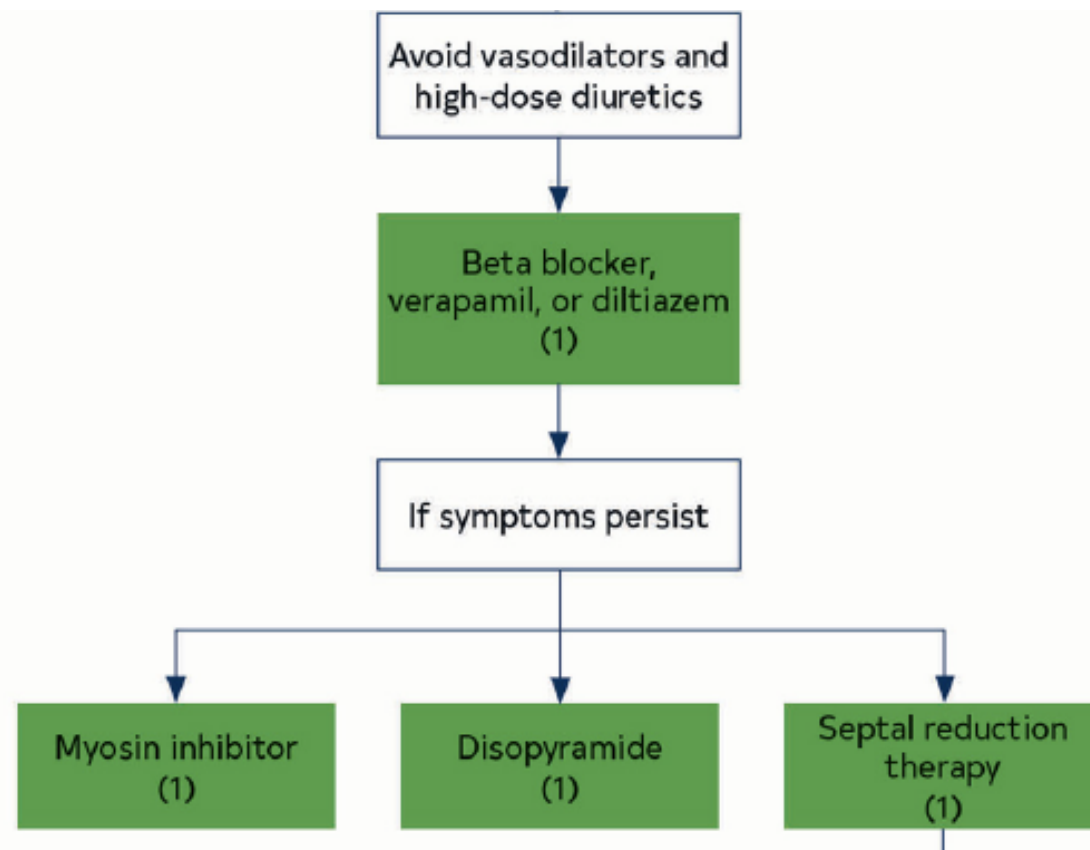 Avoid vasodilators and
high-dose diuretics
Beta blocker,
verapamil, or diltiazem
(1)
If symptoms persist
Myosin inhibitor
(1)
Disopyramide
(1)
Septal reduction
therapy
(1)